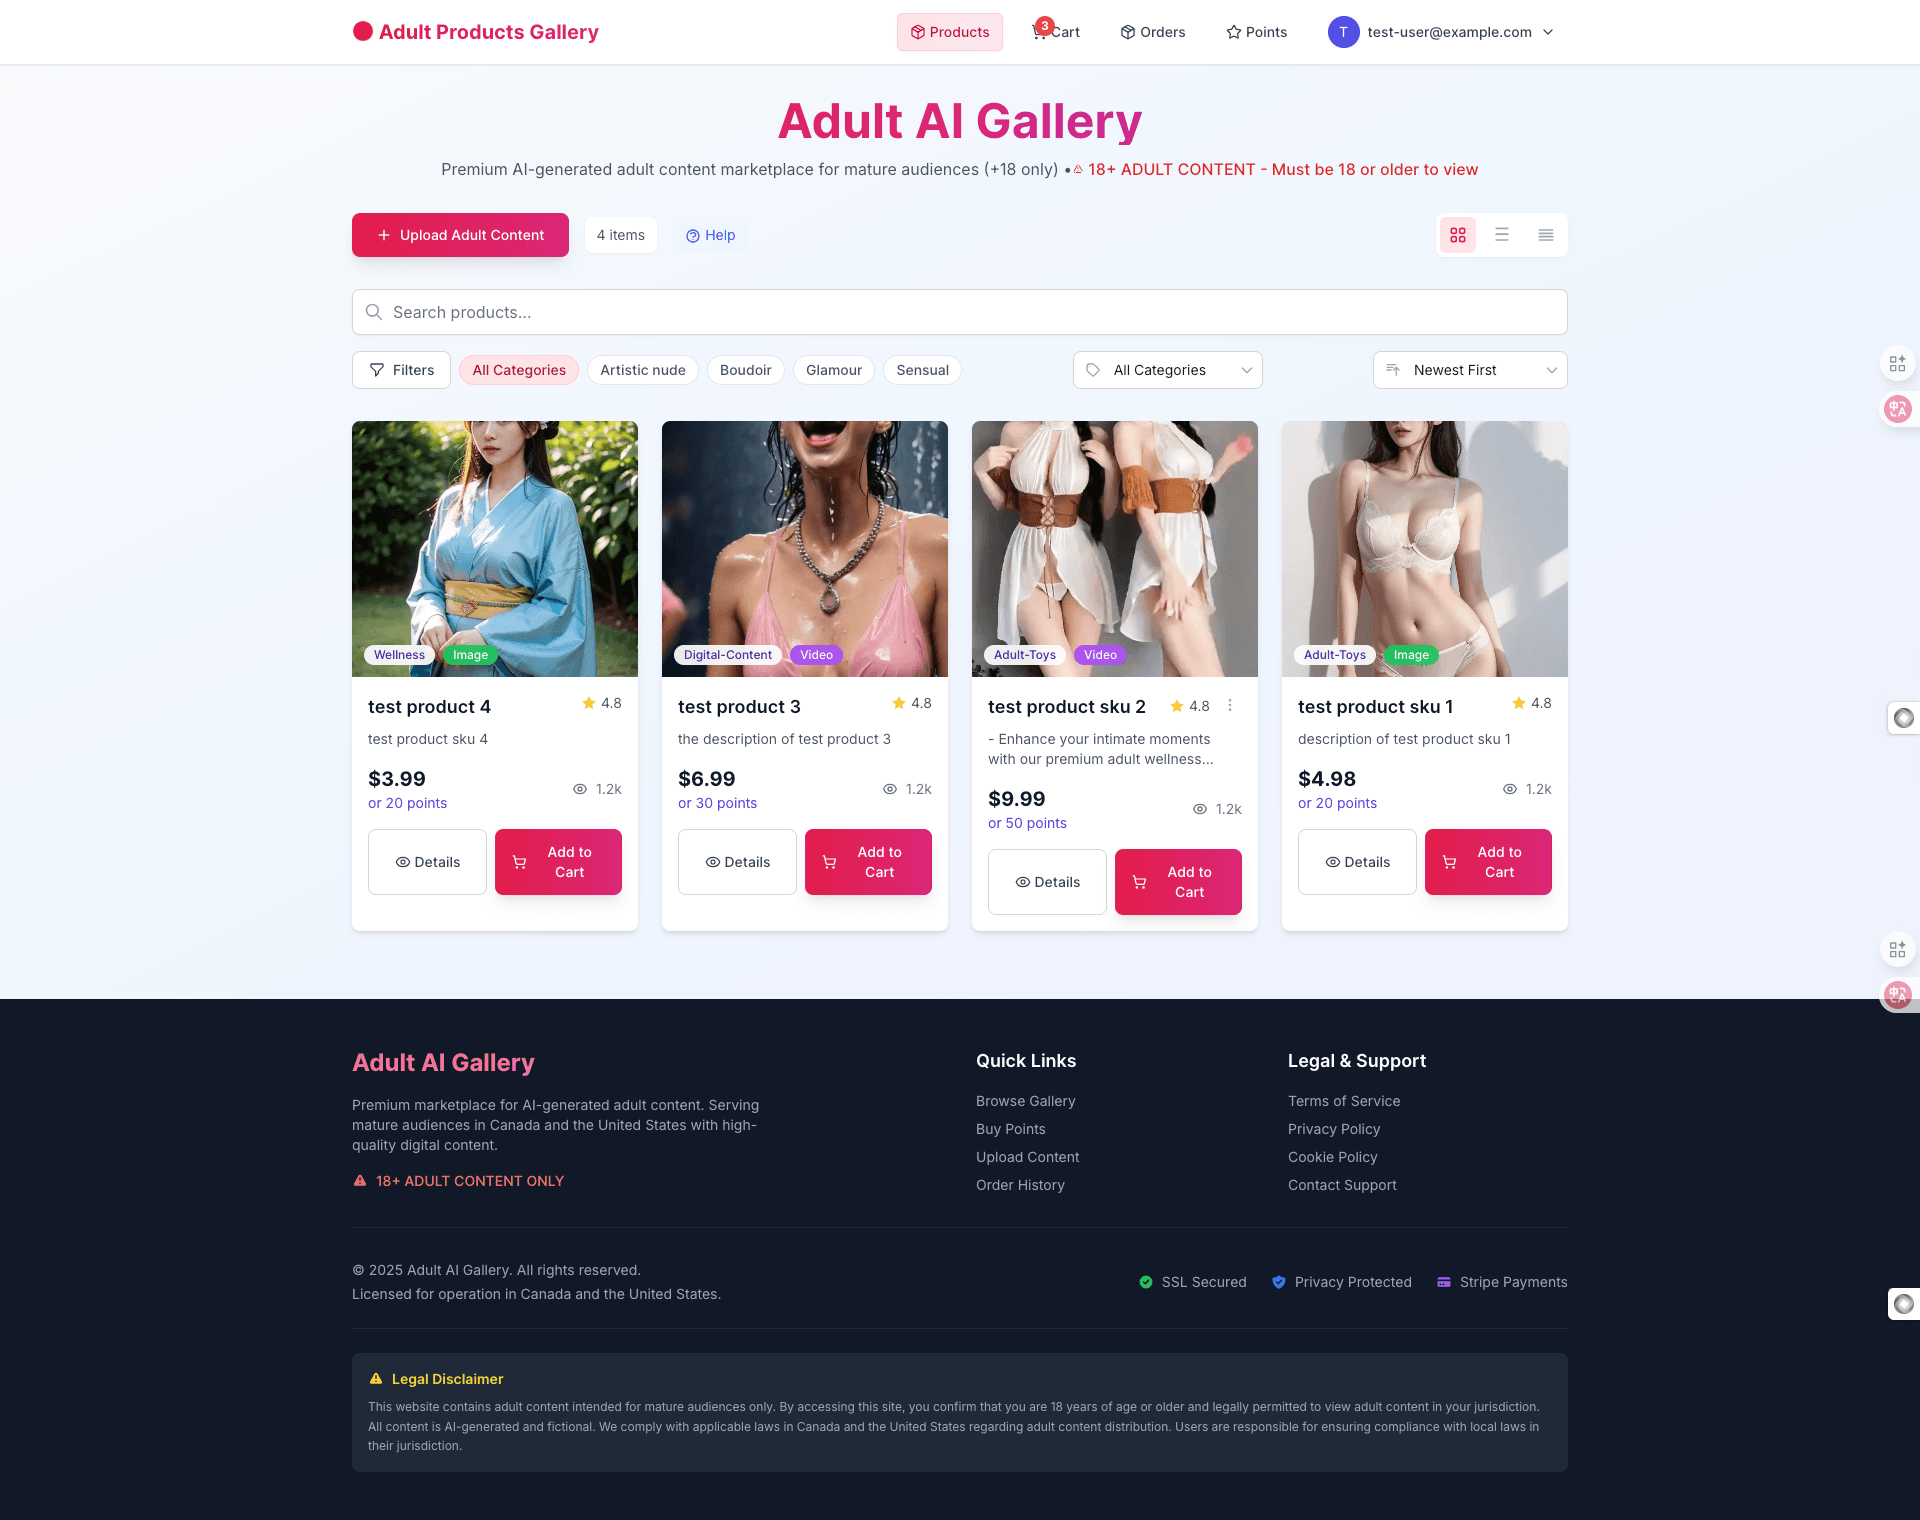 Adult Products Gallery
Products
3
Cart
Orders
Points
T
test-user@example.com
Adult AI Gallery
Premium AI-generated adult content marketplace for mature audiences (+18 only) • 18+ ADULT CONTENT - Must be 18 or older to view
Upload Adult Content
4 items
Help
Search products...
Filters
All Categories
Artistic nude
Boudoir
Glamour
Sensual
All Categories
Newest First
Wellness
Image
test product 4
4.8
test product sku 4
$3.99
or 20 points
1.2k
Details
Add to
Cart
Digital-Content
Video
test product 3
4.8
the description of test product 3
$6.99
or 30 points
1.2k
Details
Add to
Cart
Adult-Toys
Video
test product sku 2
4.8
- Enhance your intimate moments
with our premium adult wellness...
$9.99
or 50 points
1.2k
Details
Add to
Cart
Adult-Toys
Image
test product sku 1
4.8
description of test product sku 1
$4.98
or 20 points
1.2k
Details
Add to
Cart
Adult AI Gallery
Premium marketplace for AI-generated adult content. Serving
mature audiences in Canada and the United States with high-
quality digital content.
18+ ADULT CONTENT ONLY
Quick Links
Browse Gallery
Buy Points
Upload Content
Order History
Legal & Support
Terms of Service
Privacy Policy
Cookie Policy
Contact Support
© 2025 Adult AI Gallery. All rights reserved.
Licensed for operation in Canada and the United States.
SSL Secured
Privacy Protected
Stripe Payments
Legal Disclaimer
This website contains adult content intended for mature audiences only. By accessing this site, you confirm that you are 18 years of age or older and legally permitted to view adult content in your jurisdiction.
All content is AI-generated and fictional. We comply with applicable laws in Canada and the United States regarding adult content distribution. Users are responsible for ensuring compliance with local laws in
their jurisdiction.